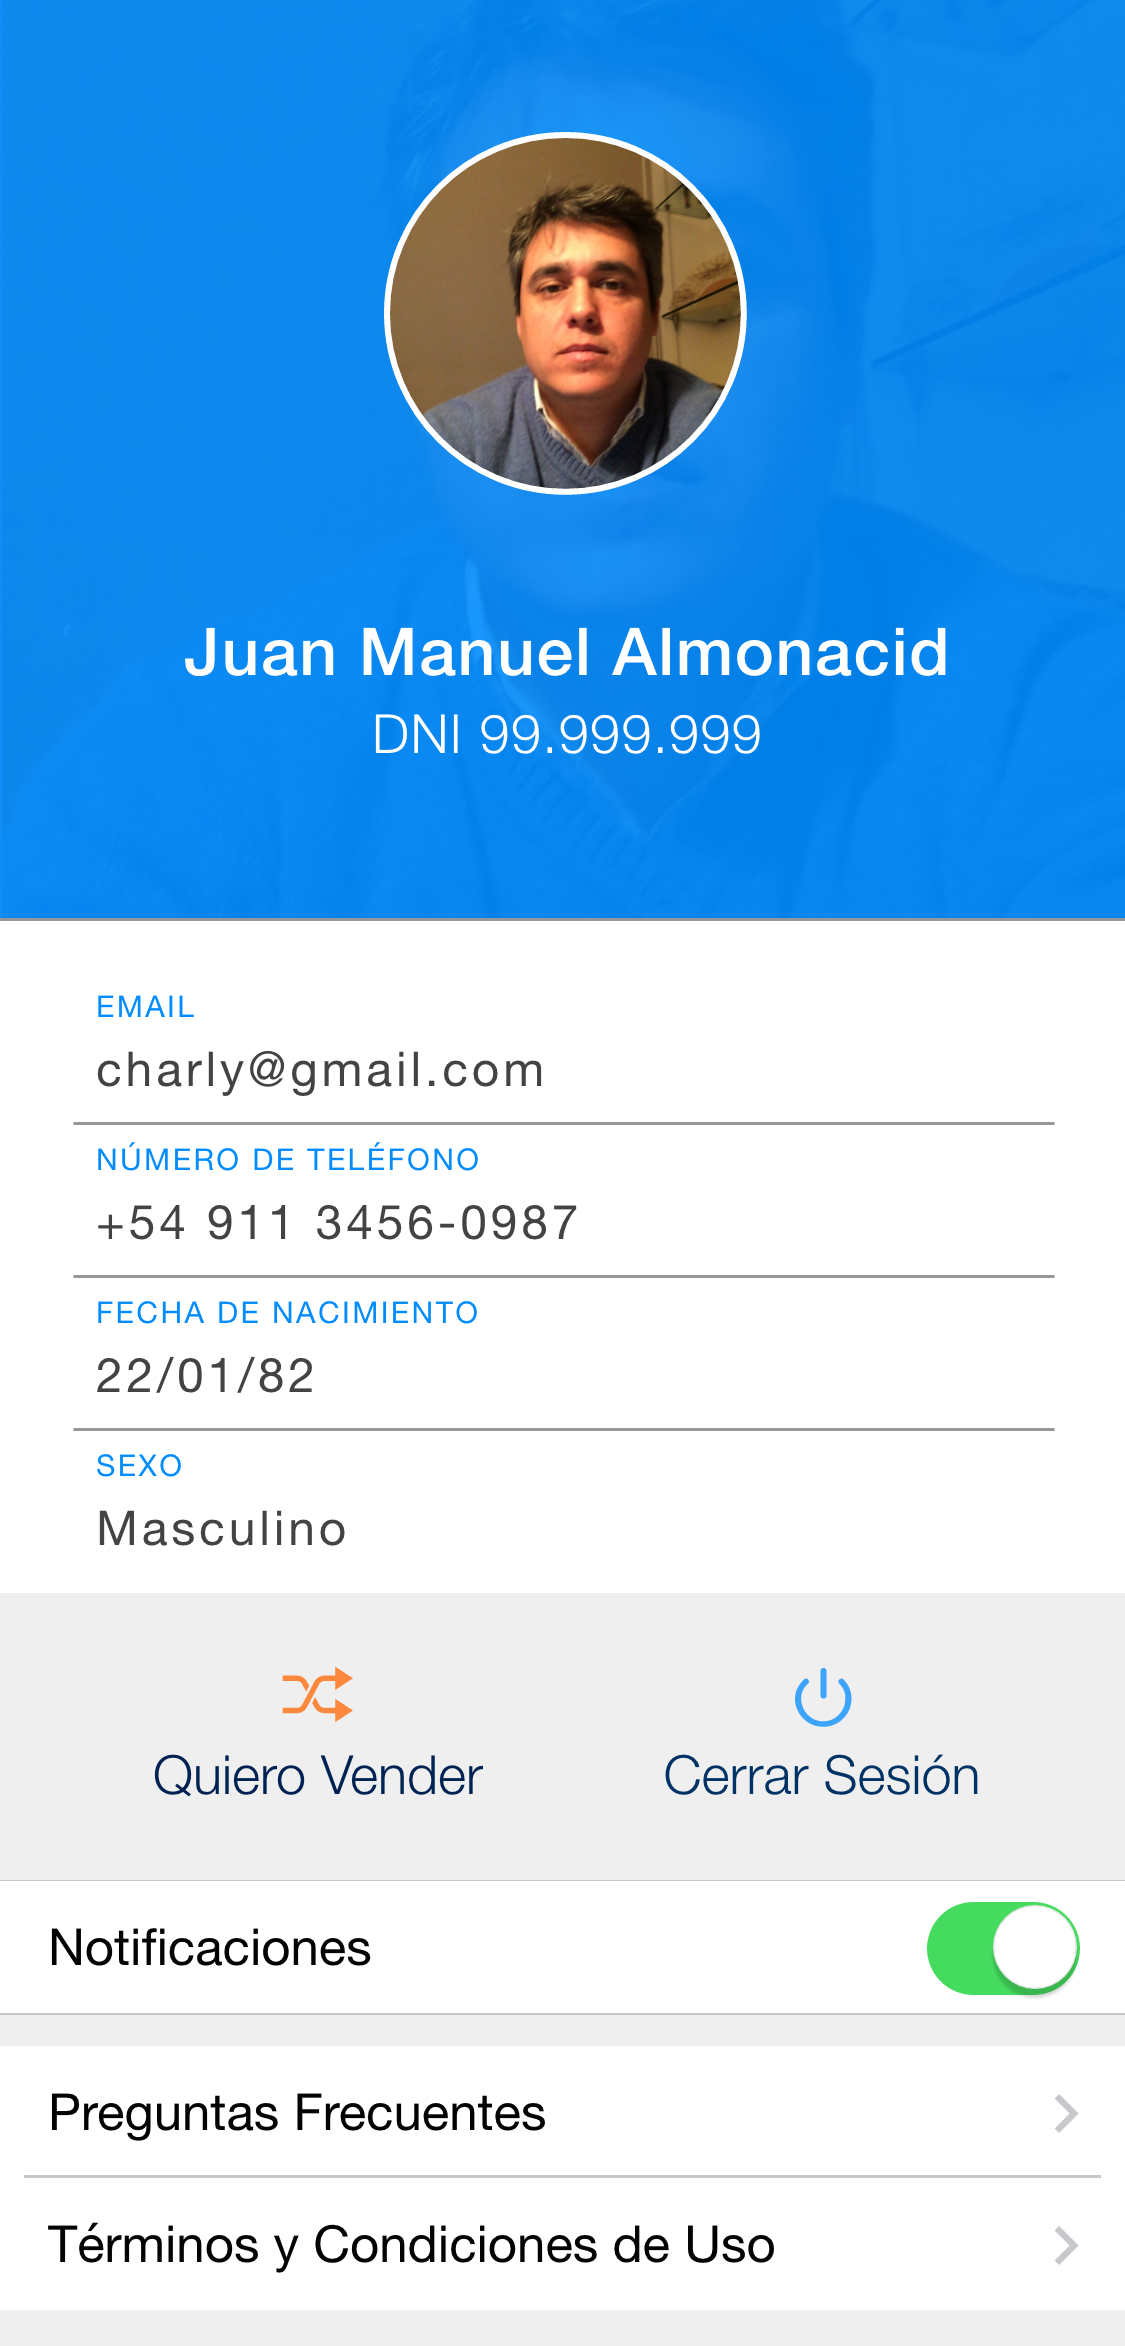 Juan Manuel Almonacid
DNI 99.999.999
EMAIL
charly@gmail.com
NÚMERO DE TELÉFONO
+54 911 3456-0987
FECHA DE NACIMIENTO
22/01/82
SEXO
Masculino
Quiero Vender
Cerrar Sesión
Notificaciones
Preguntas Frecuentes
Términos y Condiciones de Uso